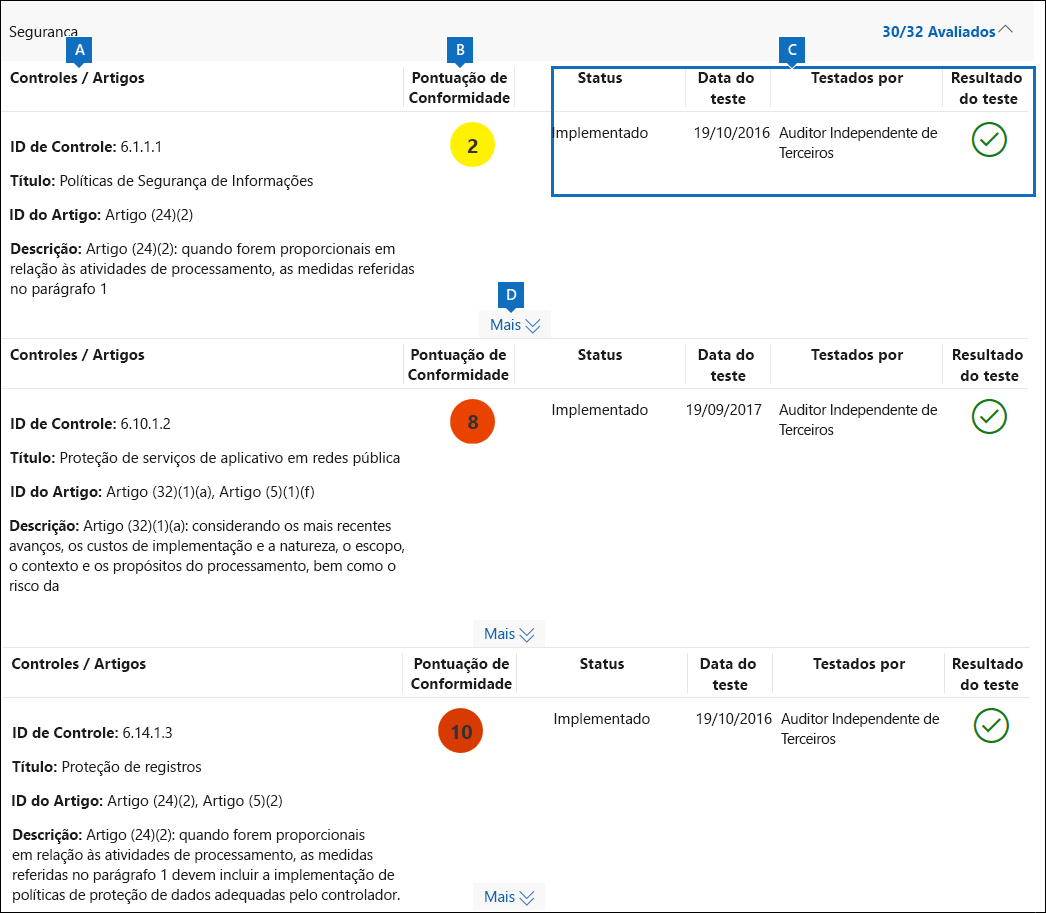 Segurança
30/32 Avaliados
A
B
C
Controles / Artigos
Pontuação de
Conformidade
Status
Data do
teste
Testados por
Resultado
do teste
ID de Controle: 6.1.1.1
Título: Políticas de Segurança de Informações
ID do Artigo: Artigo (24)(2)
Descrição: Artigo (24)(2): quando forem proporcionais em
relação às atividades de processamento, as medidas referidas
no parágrafo 1
2
Implementado
19/10/2016
Auditor Independente de
Terceiros
D
Mais
Controles / Artigos
Pontuação de
Conformidade
Status
Data do
teste
Testados por
Resultado
do teste
ID de Controle: 6.10.1.2
Título: Proteção de serviços de aplicativo em redes pública
ID do Artigo: Artigo (32)(1)(a), Artigo (5)(1)(f)
Descrição: Artigo (32)(1)(a): considerando os mais recentes
avanços, os custos de implementação e a natureza, o escopo,
o contexto e os propósitos do processamento, bem como o
risco da
8
Implementado
19/09/2017
Auditor Independente de
Terceiros
Mais
Controles / Artigos
Pontuação de
Conformidade
Status
Data do
teste
Testados por
Resultado
do teste
ID de Controle: 6.14.1.3
Título: Proteção de registros
ID do Artigo: Artigo (24)(2), Artigo (5)(2)
Descrição: Artigo (24)(2): quando forem proporcionais
em relação às atividades de processamento, as medidas
referidas no parágrafo 1 devem incluir a implementação de
políticas de proteção de dados adequadas pelo controlador.
10
Implementado
19/10/2016
Auditor Independente de
Terceiros
Mais